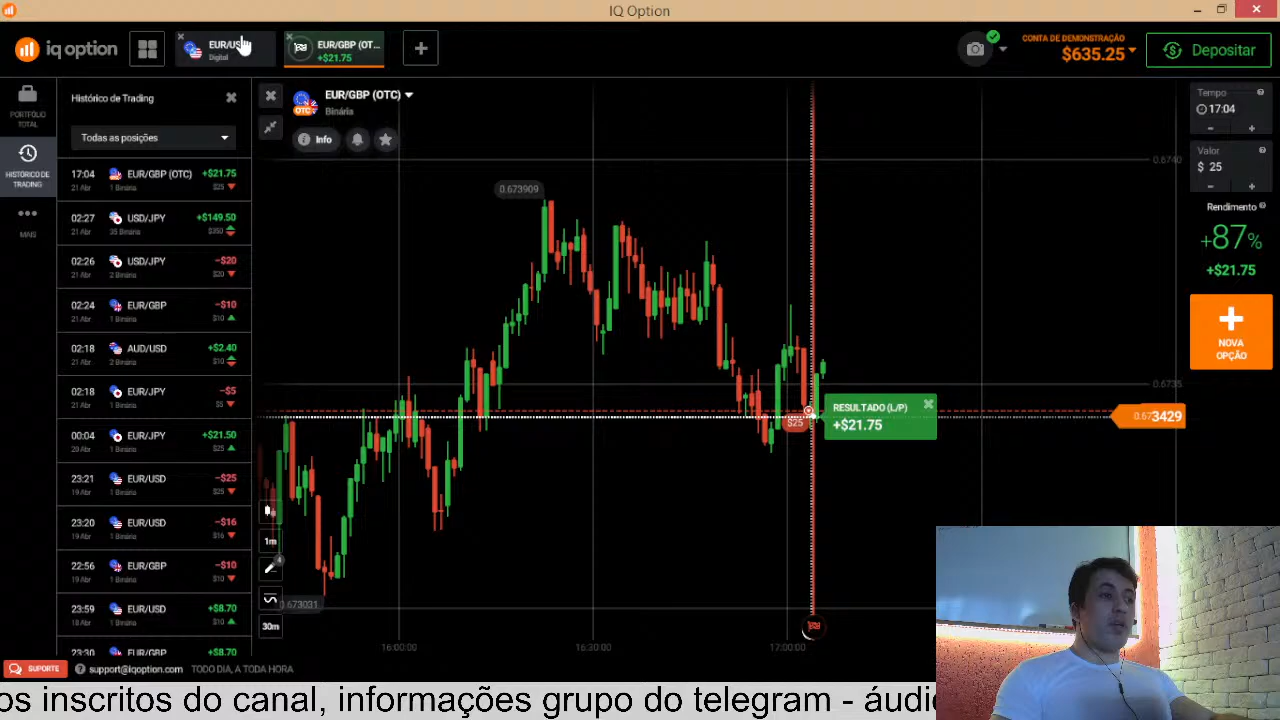 IQ Option
iq option
EUR/US
Digital
EUR/GBP (OT...
+$21.75
CONTA DE DEMONSTRAÇÃO
$635.25
Depositar
PORTFÓLIO TOTAL
HISTÓRICO DE TRADING
MAIS
Histórico de Trading
Todas as posições
17:04 EUR/GBP (OTC) +$21.75
21 Abr 1 Binária $25
02:27 USD/JPY +$149.50
21 Abr 35 Binária $350
02:26 USD/JPY −$20
21 Abr 2 Binária $20
02:24 EUR/GBP −$10
21 Abr 1 Binária $10
02:18 AUD/USD +$2.40
21 Abr 2 Binária $10
02:18 EUR/JPY −$5
21 Abr 1 Binária $5
00:04 EUR/JPY +$21.50
20 Abr 1 Binária $25
23:21 EUR/USD −$25
19 Abr 1 Binária $25
23:20 EUR/USD −$16
19 Abr 1 Binária $16
22:56 EUR/GBP −$10
19 Abr 1 Binária $10
23:59 EUR/USD +$8.70
18 Abr 1 Binária $10
23:30 EUR/GBP +$8.70
EUR/GBP (OTC)
Binária
OTC
Info
0.673909
0.6740
0.6735
0.673429
$25
RESULTADO (L/P)
+$21.75
1m
4
0.673031
30m
16:00:00
16:30:00
17:00:00
Tempo
17:04
Valor
$ 25
Rendimento
+87%
+$21.75
NOVA
OPÇÃO
SUPORTE
support@iqoption.com
TODO DIA, A TODA HORA
os inscritos do canal, informações grupo do telegram - áudi